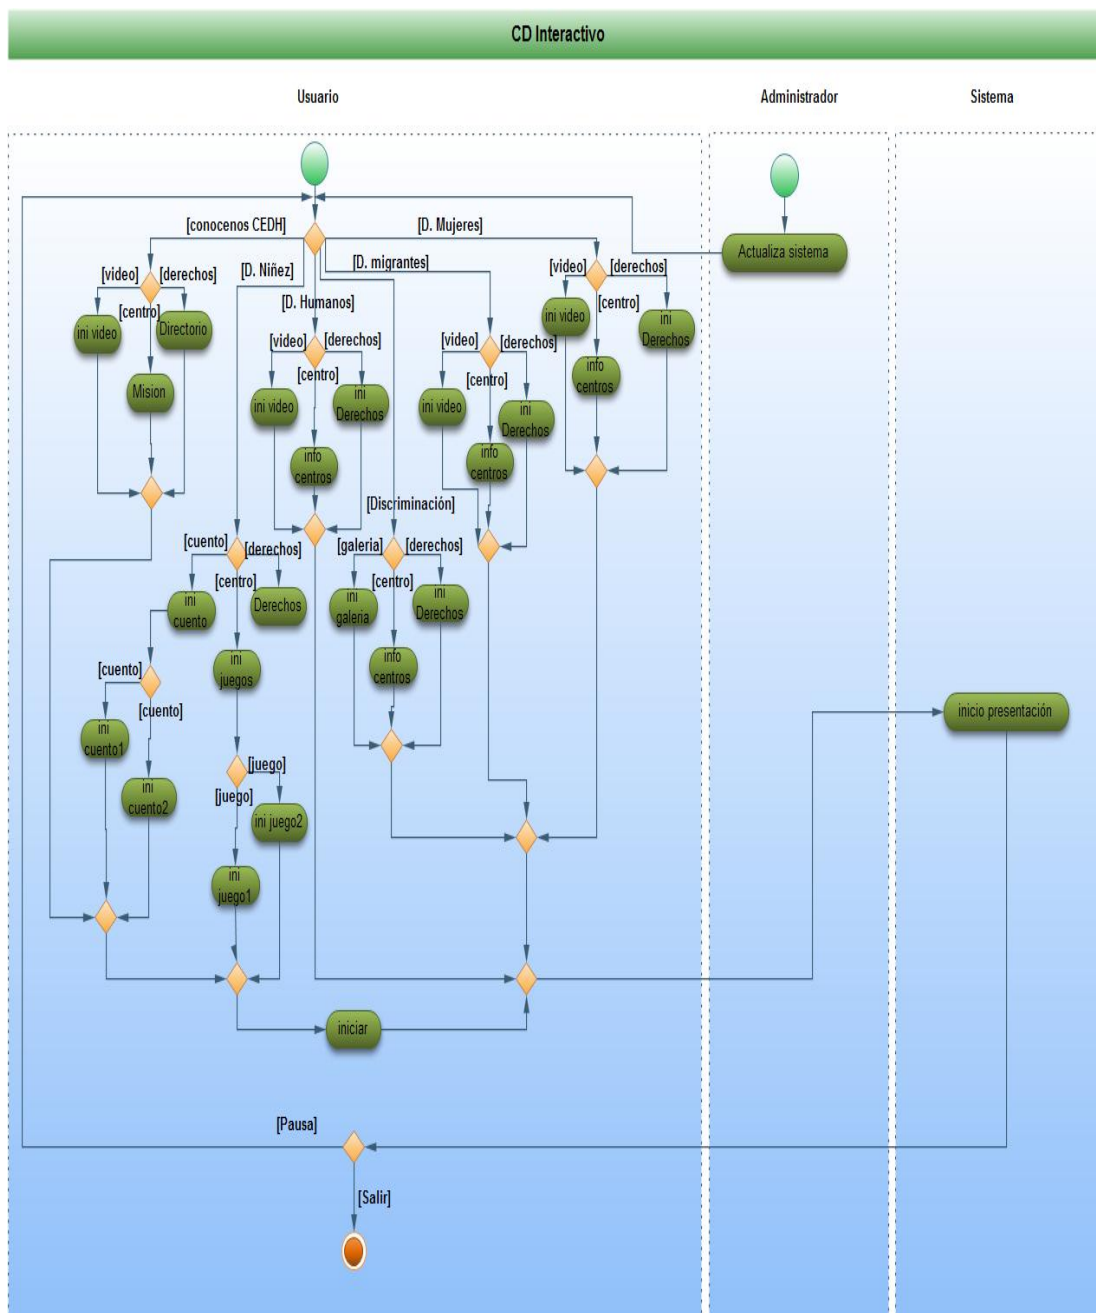 CD Interactivo
Usuario
Administrador
Sistema
[conocenos CEDH]
[D. Mujeres]
Actualiza sistema
[D. Niñez]
[D. migrantes]
[video]
[derechos]
[centro]
[video]
[derechos]
[centro]
[D. Humanos]
ini video
Directorio
ini video
ini
Derechos
[video]
[derechos]
[centro]
[video]
[derechos]
[centro]
Mision
info
centros
ini video
ini
Derechos
ini video
ini
Derechos
info
centros
info
centros
[Discriminación]
[cuento]
[derechos]
[centro]
[galeria]
[derechos]
[centro]
ini
cuento
Derechos
ini
galeria
ini
Derechos
ini
juegos
info
centros
[cuento]
[cuento]
inicio presentación
ini
cuento1
ini
cuento2
[juego]
[juego]
ini juego2
ini
juego1
iniciar
[Pausa]
[Salir]